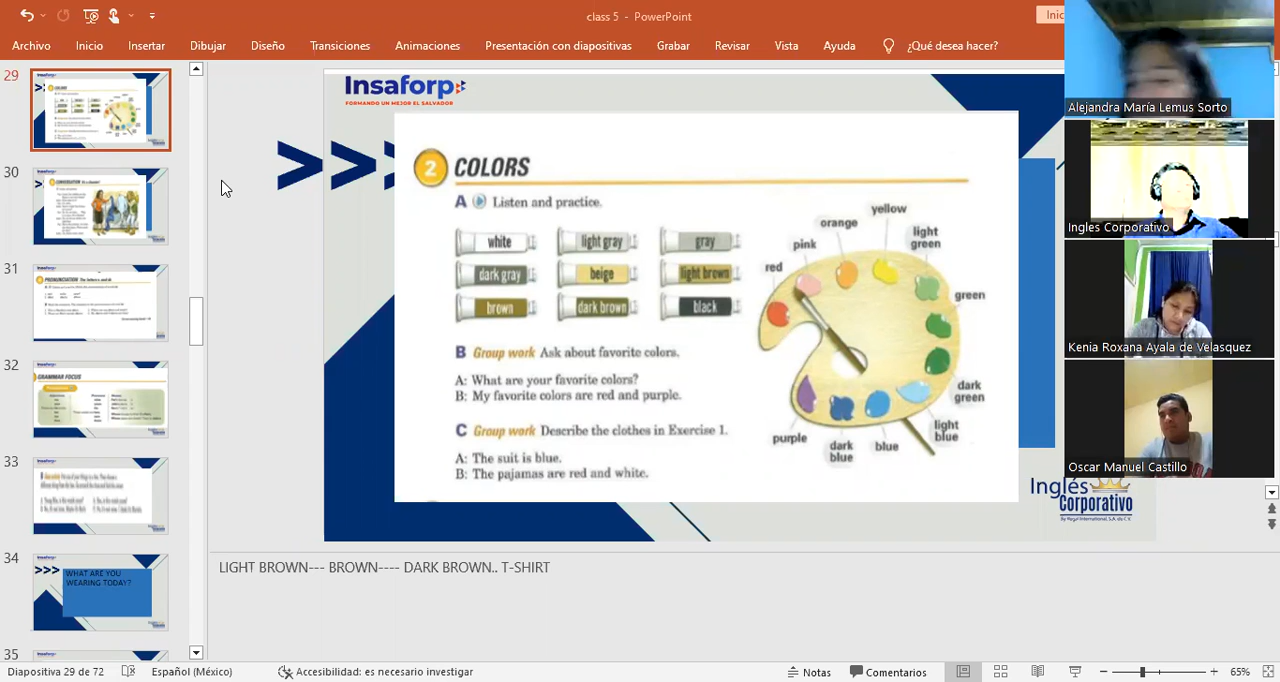 class 5 - PowerPoint
Inic
Archivo Inicio Insertar Dibujar Diseño Transiciones Animaciones Presentación con diapositivas Grabar Revisar Vista Ayuda ¿Qué desea hacer?
29
30
31
32
GRAMMAR FOCUS
33
34
WHAT ARE YOU
WEARING TODAY?
35
Insaforp
FORMANDO UN MEJOR EL SALVADOR
2 COLORS
A Listen and practice.
white light gray gray
dark gray beige light brown
brown dark brown black
B Group work Ask about favorite colors.
A: What are your favorite colors?
B: My favorite colors are red and purple.
C Group work Describe the clothes in Exercise 1.
A: The suit is blue.
B: The pajamas are red and white.
red
pink
orange
yellow
light
green
green
dark
green
light
blue
blue
dark
blue
purple
Inglés
Corporativo
LIGHT BROWN--- BROWN---- DARK BROWN.. T-SHIRT
Alejandra María Lemus Sorto
Ingles Corporativo
Kenia Roxana Ayala de Velasquez
Oscar Manuel Castillo
Diapositiva 29 de 72 Español (México) Accesibilidad: es necesario investigar Notas Comentarios 65%